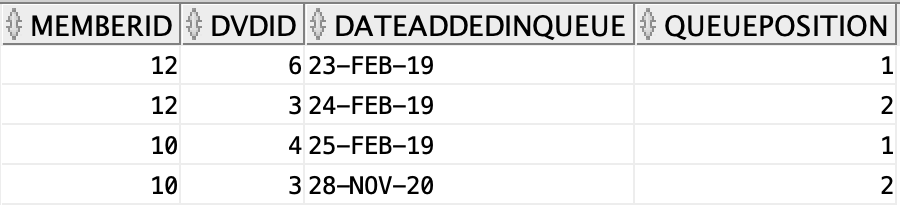 MEMBERID DVDID DATEADDEDINQUEUE QUEUEPOSITION
12 6 23-FEB-19 1
12 3 24-FEB-19 2
10 4 25-FEB-19 1
10 3 28-NOV-20 2